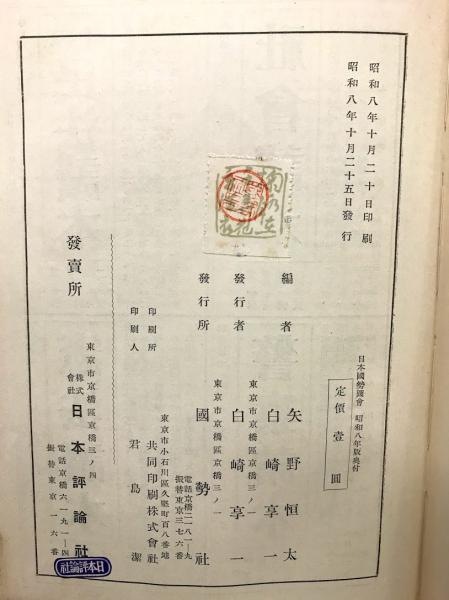 昭和八年十月二十日印刷
昭和八年十月二十五日發行
日本國勢圖會 昭和八年版奥付
定價壹圓
編者 矢野恒太
白崎享一
東京市京橋區京橋三ノ一
發行者 白崎享一
東京市京橋區京橋三ノ一
發行所 國勢社
電話京橋二一八一―九
振替東京三七六番
東京市小石川區久堅町百八番地
印刷所 共同印刷株式會社
印刷人 君島潔
發賣所
東京市京橋區京橋三ノ四
株式會社 日本評論社
電話京橋六一九一―四
振替東京一六番
日本評論社